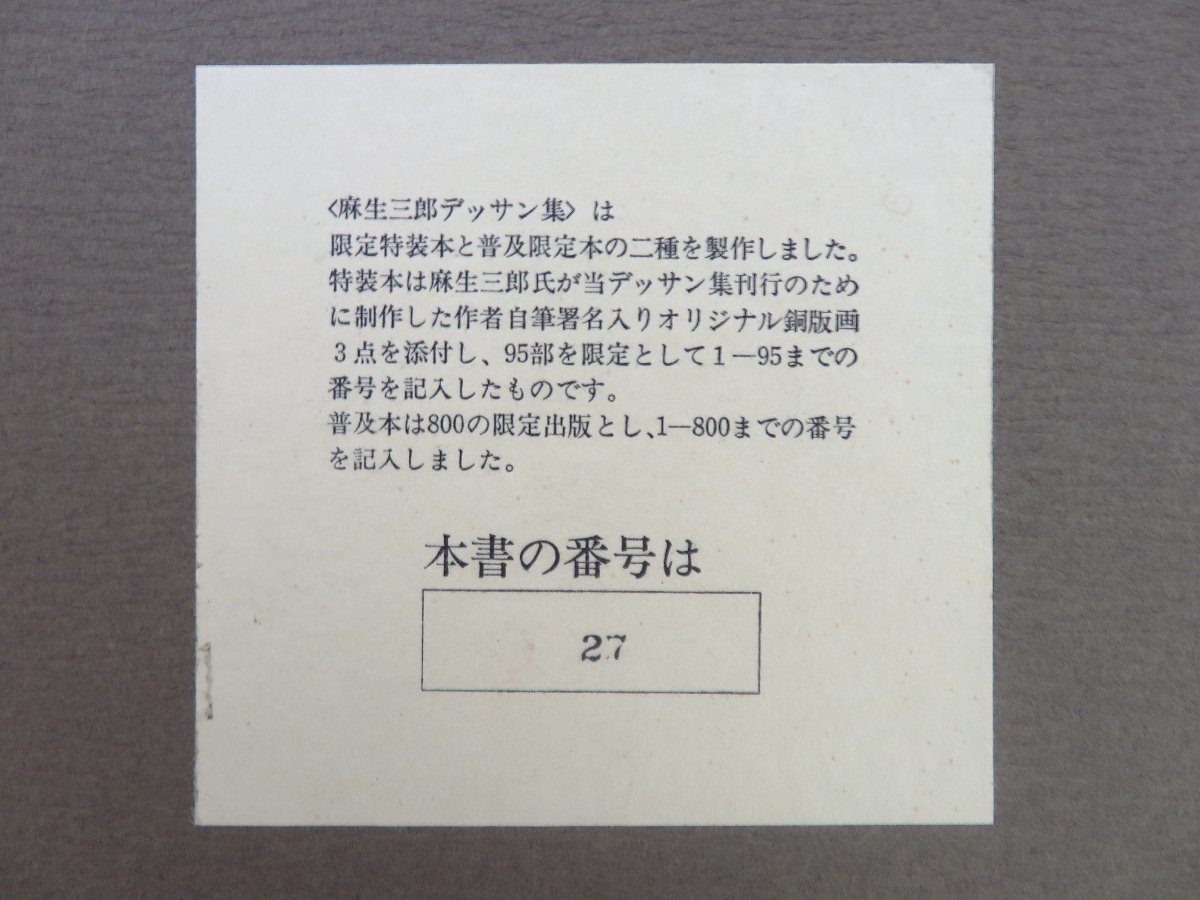 〈麻生三郎デッサン集〉は
限定特装本と普及限定本の二種を製作しました。
特装本は麻生三郎氏が当デッサン集刊行のため
に制作した作者自筆署名入りオリジナル銅版画
3点を添付し、95部を限定として1—95までの
番号を記入したものです。
普及本は800の限定出版とし、1—800までの番号
を記入しました。
本書の番号は
27